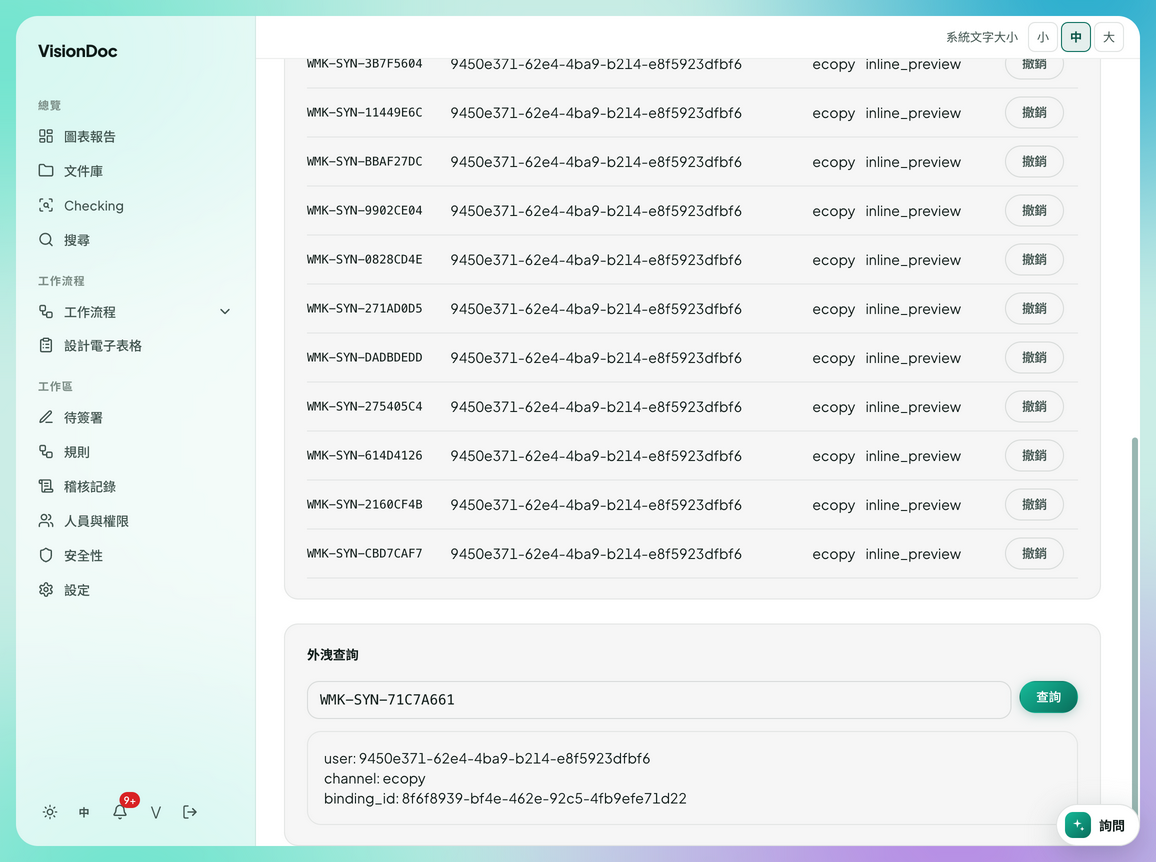 VisionDoc
總覽
圖表報告
文件庫
Checking
搜尋
工作流程
工作流程
設計電子表格
工作區
待簽署
規則
稽核記錄
人員與權限
安全性
設定
中 9+ V
系統文字大小 小 中 大
WMK-SYN-3B7F5604 9450e371-62e4-4ba9-b214-e8f5923dfbf6 ecopy inline_preview 撤銷
WMK-SYN-11449E6C 9450e371-62e4-4ba9-b214-e8f5923dfbf6 ecopy inline_preview 撤銷
WMK-SYN-BBAF27DC 9450e371-62e4-4ba9-b214-e8f5923dfbf6 ecopy inline_preview 撤銷
WMK-SYN-9902CE04 9450e371-62e4-4ba9-b214-e8f5923dfbf6 ecopy inline_preview 撤銷
WMK-SYN-0828CD4E 9450e371-62e4-4ba9-b214-e8f5923dfbf6 ecopy inline_preview 撤銷
WMK-SYN-271AD0D5 9450e371-62e4-4ba9-b214-e8f5923dfbf6 ecopy inline_preview 撤銷
WMK-SYN-DADBDEDD 9450e371-62e4-4ba9-b214-e8f5923dfbf6 ecopy inline_preview 撤銷
WMK-SYN-275405C4 9450e371-62e4-4ba9-b214-e8f5923dfbf6 ecopy inline_preview 撤銷
WMK-SYN-614D4126 9450e371-62e4-4ba9-b214-e8f5923dfbf6 ecopy inline_preview 撤銷
WMK-SYN-2160CF4B 9450e371-62e4-4ba9-b214-e8f5923dfbf6 ecopy inline_preview 撤銷
WMK-SYN-CBD7CAF7 9450e371-62e4-4ba9-b214-e8f5923dfbf6 ecopy inline_preview 撤銷
外洩查詢
WMK-SYN-71C7A661 查詢
user: 9450e371-62e4-4ba9-b214-e8f5923dfbf6
channel: ecopy
binding_id: 8f6f8939-bf4e-462e-92c5-4fb9efe71d22
詢問